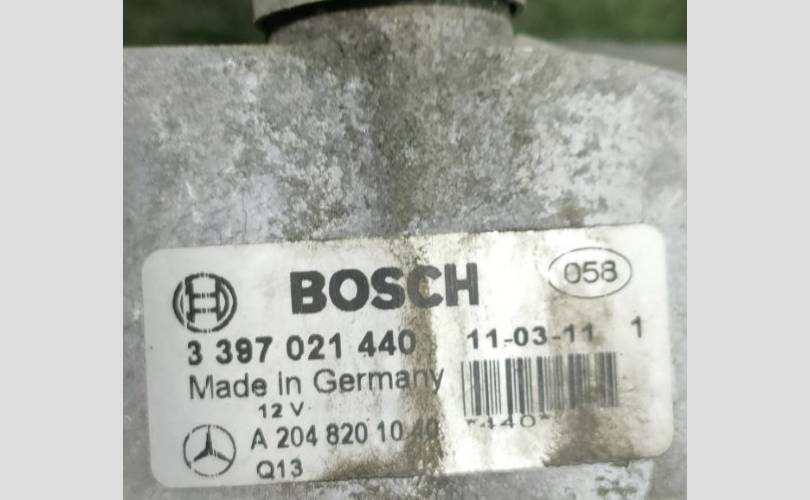 BOSCH 058
3 397 021 440 11-03-11 1
Made In Germany
12 V *440*
A 204 820 10 40
Q13